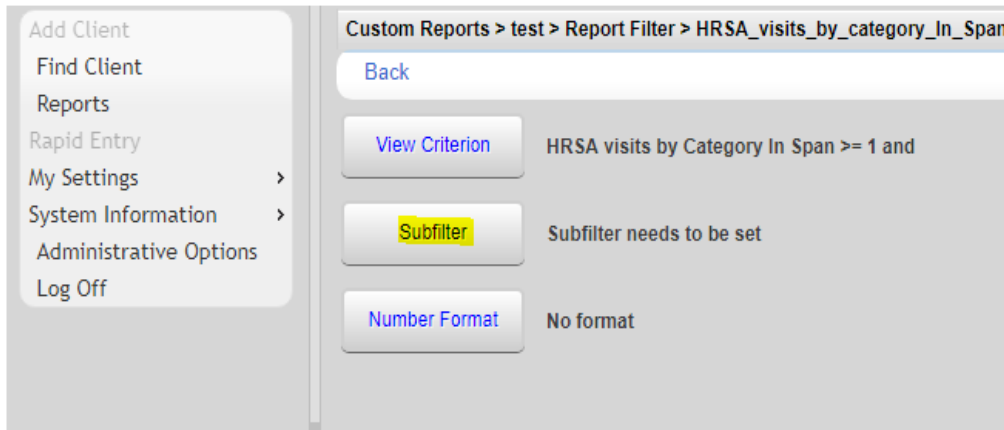 Add Client
Find Client
Reports
Rapid Entry
My Settings >
System Information >
Administrative Options
Log Off
Custom Reports > test > Report Filter > HRSA_visits_by_category_In_Span
Back
View Criterion HRSA visits by Category In Span >= 1 and
Subfilter Subfilter needs to be set
Number Format No format